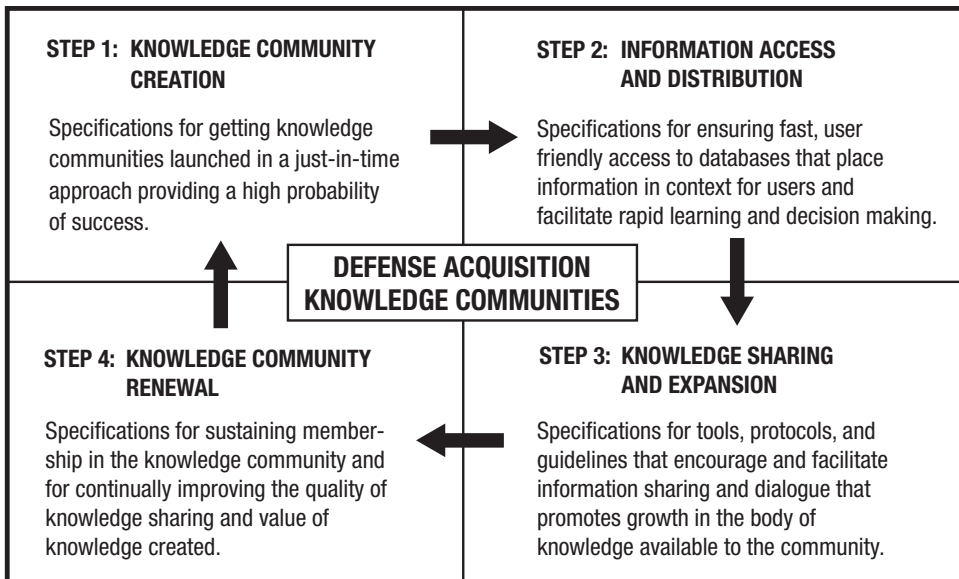 STEP 1: KNOWLEDGE COMMUNITY
CREATION
Specifications for getting knowledge
communities launched in a just-in-time
approach providing a high probability
of success.
STEP 2: INFORMATION ACCESS
AND DISTRIBUTION
Specifications for ensuring fast, user
friendly access to databases that place
information in context for users and
facilitate rapid learning and decision making.
DEFENSE ACQUISITION
KNOWLEDGE COMMUNITIES
STEP 3: KNOWLEDGE SHARING
AND EXPANSION
Specifications for tools, protocols, and
guidelines that encourage and facilitate
information sharing and dialogue that
promotes growth in the body of
knowledge available to the community.
STEP 4: KNOWLEDGE COMMUNITY
RENEWAL
Specifications for sustaining member-
ship in the knowledge community and
for continually improving the quality of
knowledge sharing and value of
knowledge created.